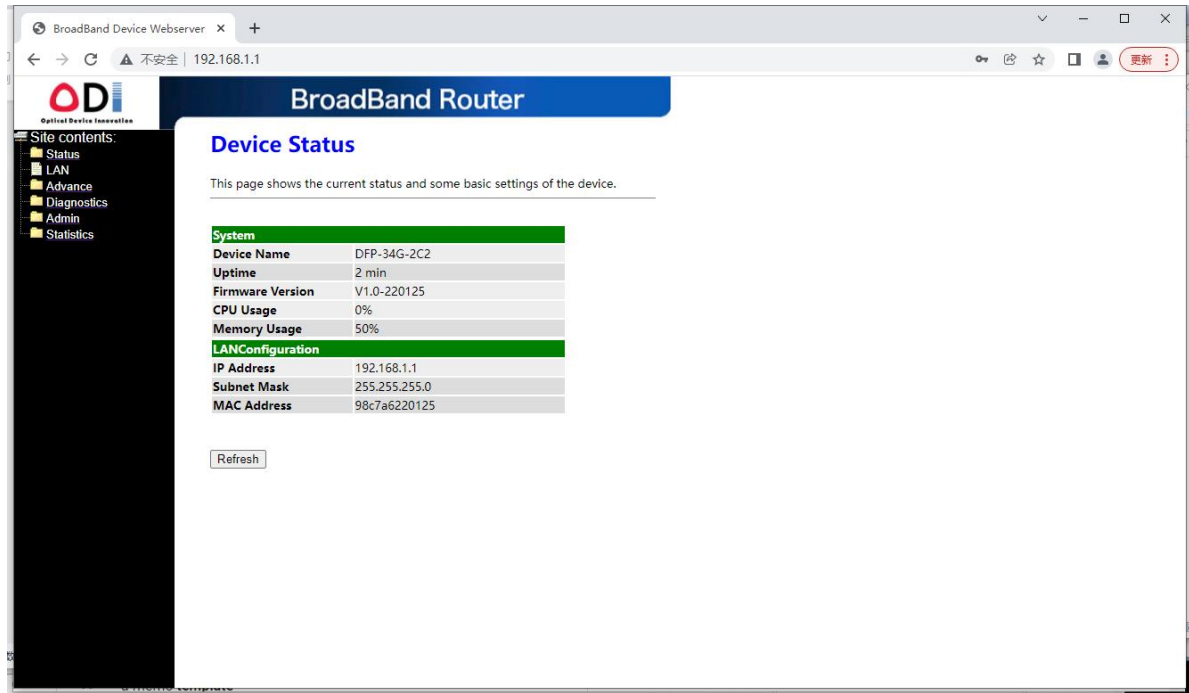 BroadBand Device Webserver
不安全 | 192.168.1.1
更新
ODi
Optical Device Innovation
BroadBand Router
Site contents:
Status
LAN
Advance
Diagnostics
Admin
Statistics
Device Status
This page shows the current status and some basic settings of the device.
System
Device Name DFP-34G-2C2
Uptime 2 min
Firmware Version V1.0-220125
CPU Usage 0%
Memory Usage 50%
LANConfiguration
IP Address 192.168.1.1
Subnet Mask 255.255.255.0
MAC Address 98c7a6220125
Refresh